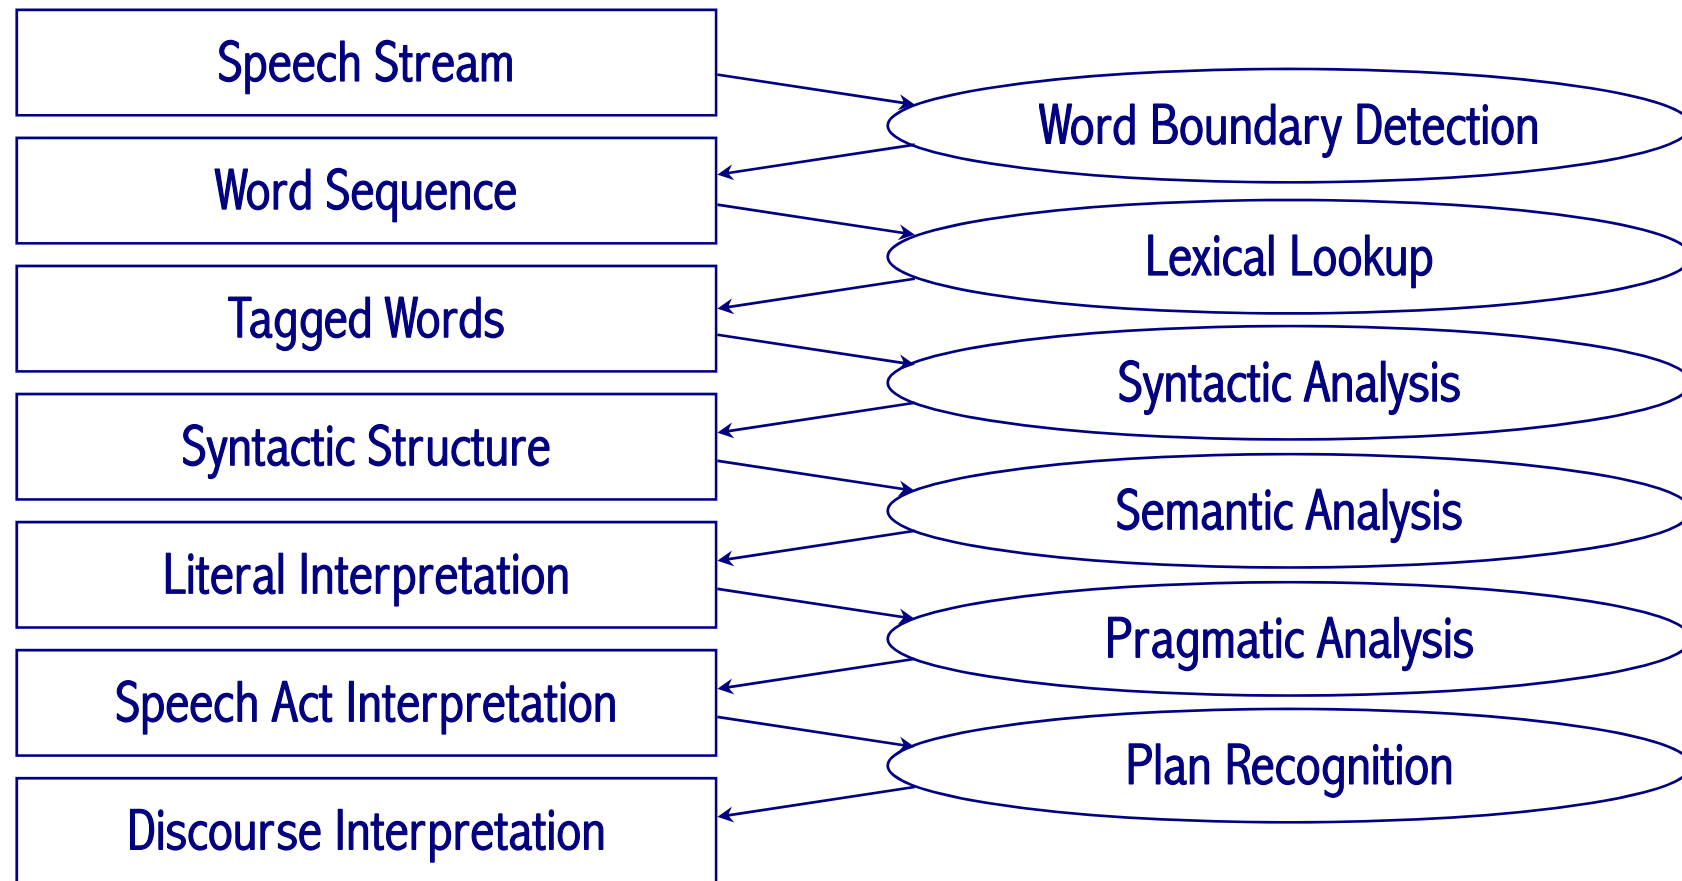 Speech Stream
Word Boundary Detection
Word Sequence
Lexical Lookup
Tagged Words
Syntactic Analysis
Syntactic Structure
Semantic Analysis
Literal Interpretation
Pragmatic Analysis
Speech Act Interpretation
Plan Recognition
Discourse Interpretation